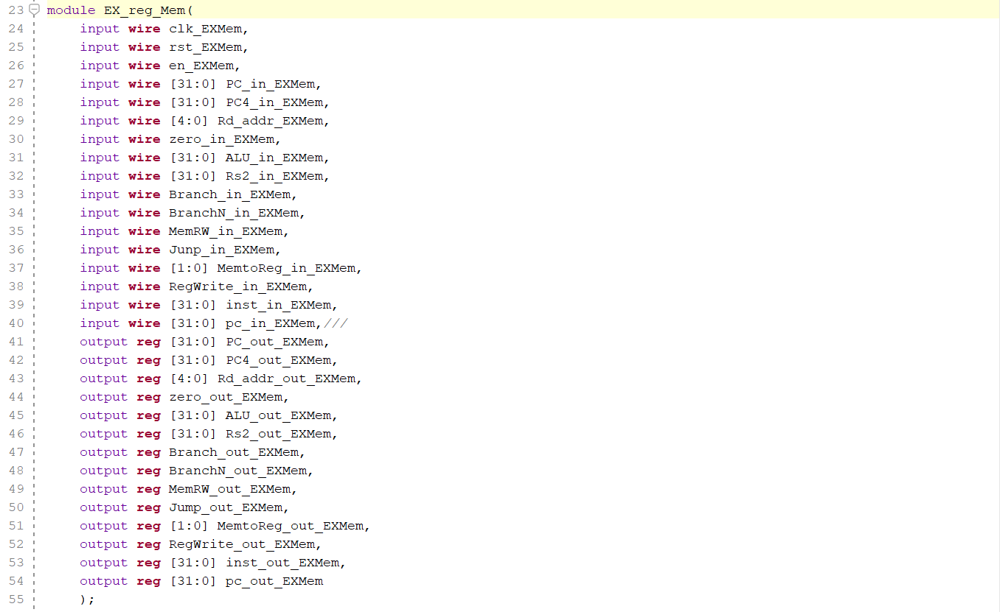 23 module EX_reg_Mem(
24 input wire clk_EXMem,
25 input wire rst_EXMem,
26 input wire en_EXMem,
27 input wire [31:0] PC_in_EXMem,
28 input wire [31:0] PC4_in_EXMem,
29 input wire [4:0] Rd_addr_EXMem,
30 input wire zero_in_EXMem,
31 input wire [31:0] ALU_in_EXMem,
32 input wire [31:0] Rs2_in_EXMem,
33 input wire Branch_in_EXMem,
34 input wire BranchN_in_EXMem,
35 input wire MemRW_in_EXMem,
36 input wire Junp_in_EXMem,
37 input wire [1:0] MemtoReg_in_EXMem,
38 input wire RegWrite_in_EXMem,
39 input wire [31:0] inst_in_EXMem,
40 input wire [31:0] pc_in_EXMem,///
41 output reg [31:0] PC_out_EXMem,
42 output reg [31:0] PC4_out_EXMem,
43 output reg [4:0] Rd_addr_out_EXMem,
44 output reg zero_out_EXMem,
45 output reg [31:0] ALU_out_EXMem,
46 output reg [31:0] Rs2_out_EXMem,
47 output reg Branch_out_EXMem,
48 output reg BranchN_out_EXMem,
49 output reg MemRW_out_EXMem,
50 output reg Jump_out_EXMem,
51 output reg [1:0] MemtoReg_out_EXMem,
52 output reg RegWrite_out_EXMem,
53 output reg [31:0] inst_out_EXMem,
54 output reg [31:0] pc_out_EXMem
55 );